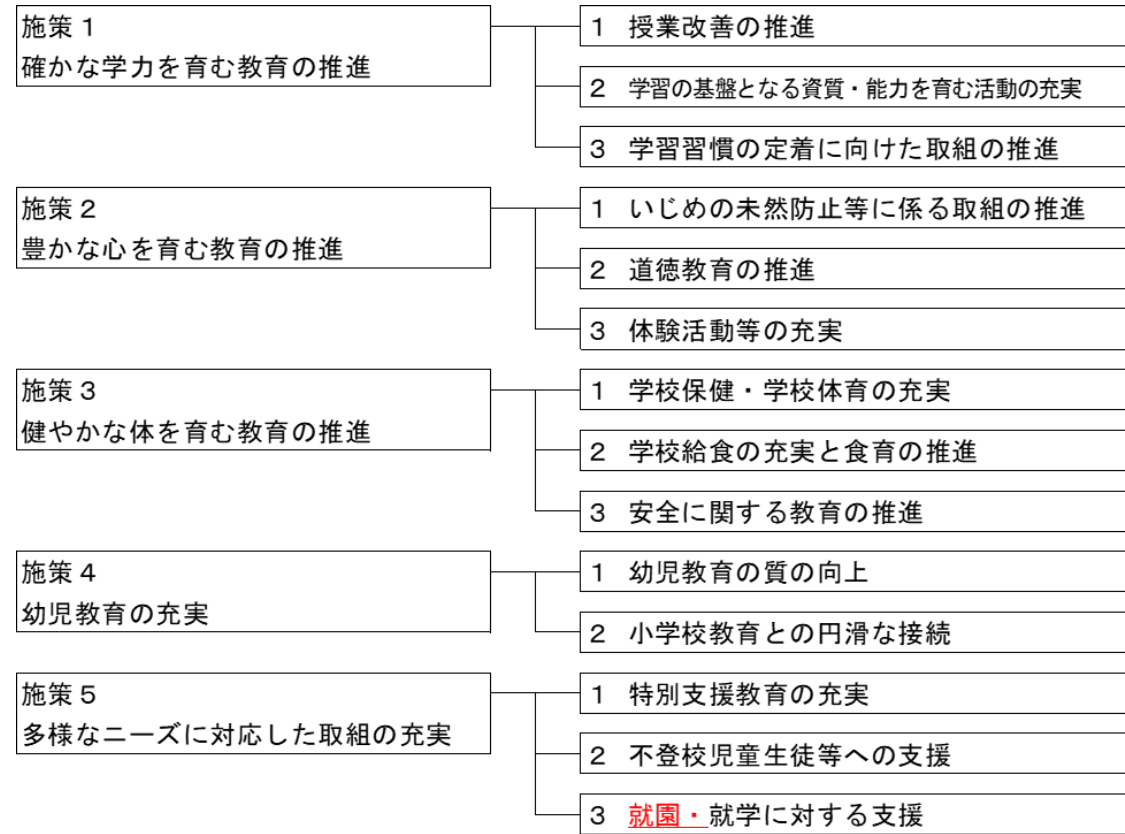 施策1
確かな学力を育む教育の推進
1 授業改善の推進
2 学習の基盤となる資質・能力を育む活動の充実
3 学習習慣の定着に向けた取組の推進
施策2
豊かな心を育む教育の推進
1 いじめの未然防止等に係る取組の推進
2 道徳教育の推進
3 体験活動等の充実
施策3
健やかな体を育む教育の推進
1 学校保健・学校体育の充実
2 学校給食の充実と食育の推進
3 安全に関する教育の推進
施策4
幼児教育の充実
1 幼児教育の質の向上
2 小学校教育との円滑な接続
施策5
多様なニーズに対応した取組の充実
1 特別支援教育の充実
2 不登校児童生徒等への支援
3 就園・就学に対する支援